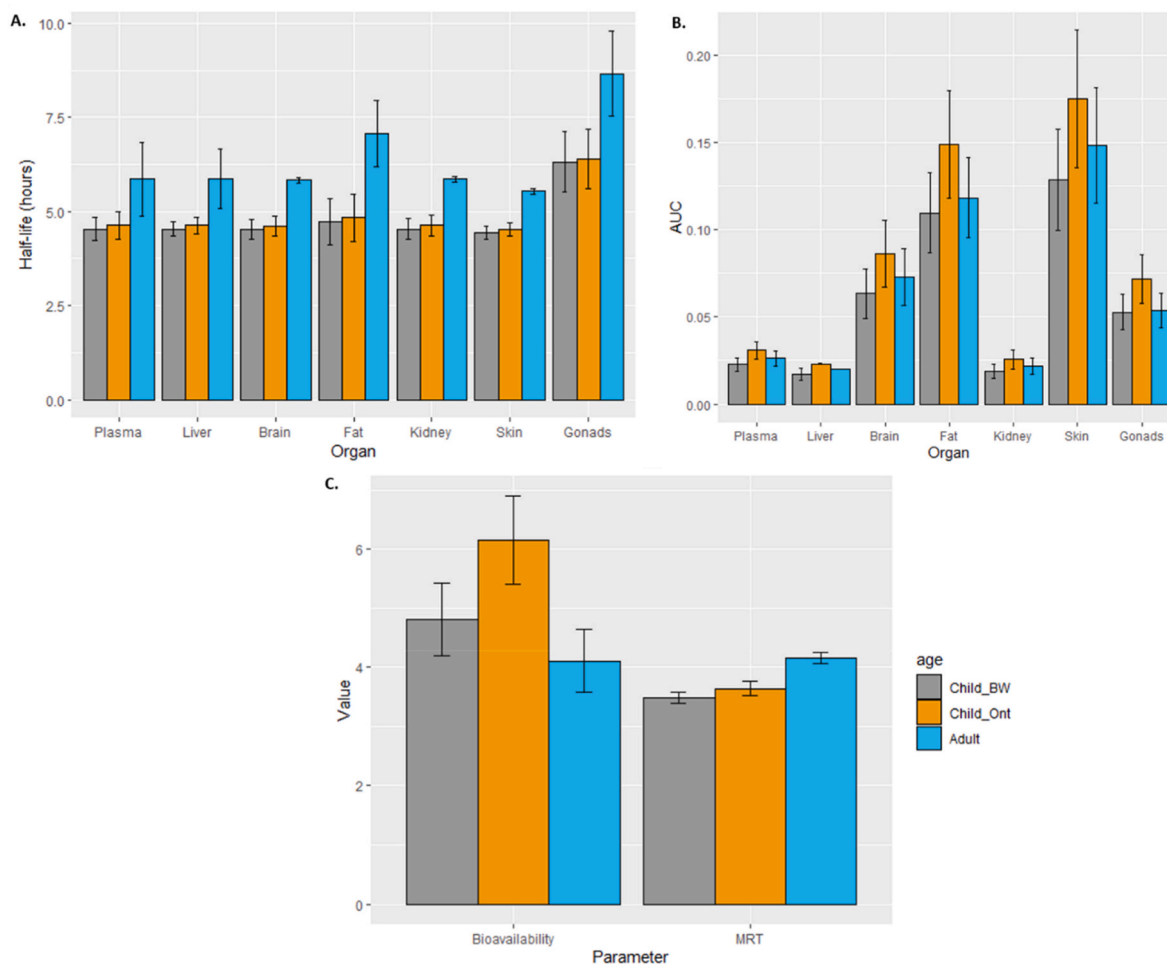 A.
Half-life (hours)
10.0
7.5
5.0
2.5
0.0
Plasma Liver Brain Fat Kidney Skin Gonads
Organ
B.
AUC
0.20
0.15
0.10
0.05
0.00
Plasma Liver Brain Fat Kidney Skin Gonads
Organ
C.
Value
6
4
2
0
Bioavailability MRT
Parameter
age
Child_BW
Child_Ont
Adult